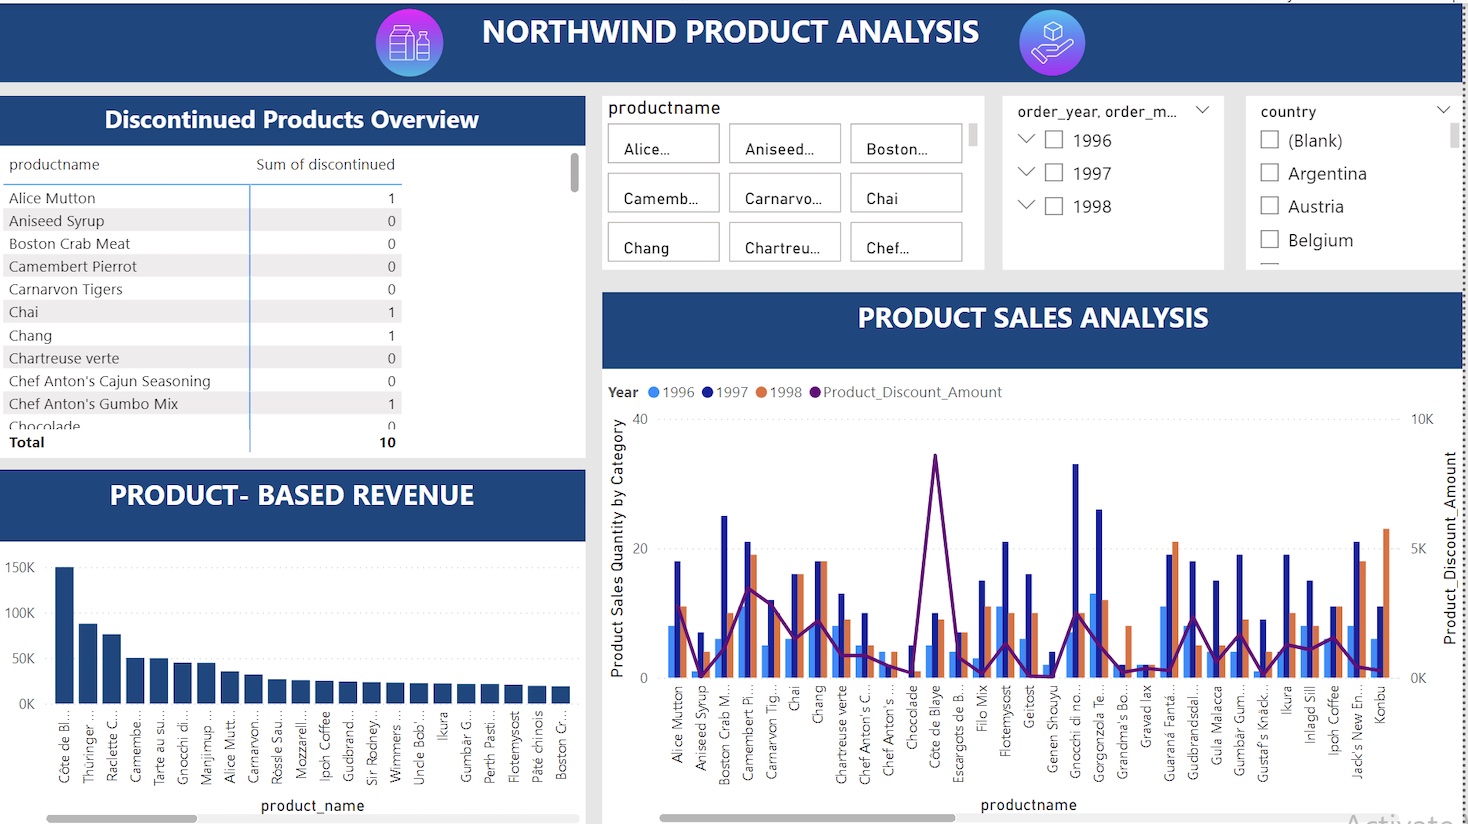 NORTHWIND PRODUCT ANALYSIS
Discontinued Products Overview
productname Sum of discontinued
Alice Mutton 1
Aniseed Syrup 0
Boston Crab Meat 0
Camembert Pierrot 0
Carnarvon Tigers 0
Chai 1
Chang 1
Chartreuse verte 0
Chef Anton's Cajun Seasoning 0
Chef Anton's Gumbo Mix 1
Chocolade 0
Total 10
productname
Alice... Aniseed... Boston...
Camemb... Carnarvo... Chai
Chang Chartreu... Chef...
order_year, order_m...
1996
1997
1998
country
(Blank)
Argentina
Austria
Belgium
PRODUCT- BASED REVENUE
150K
100K
50K
0K
Côte de Bl...
Thüringer ...
Raclette C...
Camembe...
Tarte au su...
Gnocchi di...
Manjimup ...
Alice Mutt...
Carnarvon...
Rössle Sau...
Mozzarell...
Ipoh Coffee
Gudbrand...
Sir Rodney...
Wimmers ...
Uncle Bob'...
Ikura
Gumbär G...
Perth Pasti...
Flotemysost
Pâté chinois
Boston Cr...
product_name
PRODUCT SALES ANALYSIS
Year 1996 1997 1998 Product_Discount_Amount
Product Sales Quantity by Category
40
20
0
10K
5K
0K
Product_Discount_Amount
Alice Mutton
Aniseed Syrup
Boston Crab M...
Camembert Pi...
Carnarvon Tig...
Chai
Chang
Chartreuse verte
Chef Anton's C...
Chef Anton's ...
Chocolade
Côte de Blaye
Escargots de B...
Filo Mix
Flotemysost
Geitost
Genen Shouyu
Gnocchi di no...
Gorgonzola Te...
Grandma's Bo...
Gravad lax
Guaraná Fantá...
Gudbrandsdal...
Gula Malacca
Gumbär Gum...
Gustaf's Knäck...
Ikura
Inlagd Sill
Ipoh Coffee
Jack's New En...
Konbu
productname
Activate